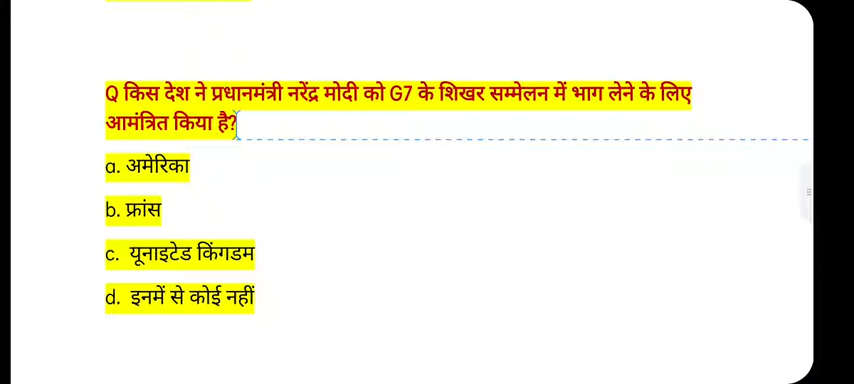 Q किस देश ने प्रधानमंत्री नरेंद्र मोदी को G7 के शिखर सम्मेलन में भाग लेने के लिए
आमंत्रित किया है?
a. अमेरिका
b. फ्रांस
c. यूनाइटेड किंगडम
d. इनमें से कोई नहीं